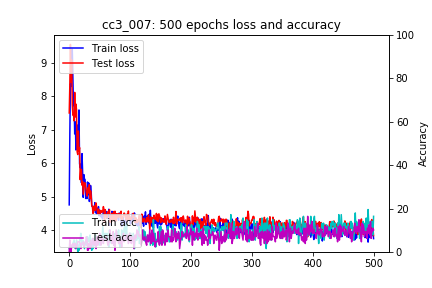 cc3_007: 500 epochs loss and accuracy
Train loss
Test loss
Train acc
Test acc
Loss
Accuracy
9
8
7
6
5
4
100
80
60
40
20
0
0
100
200
300
400
500